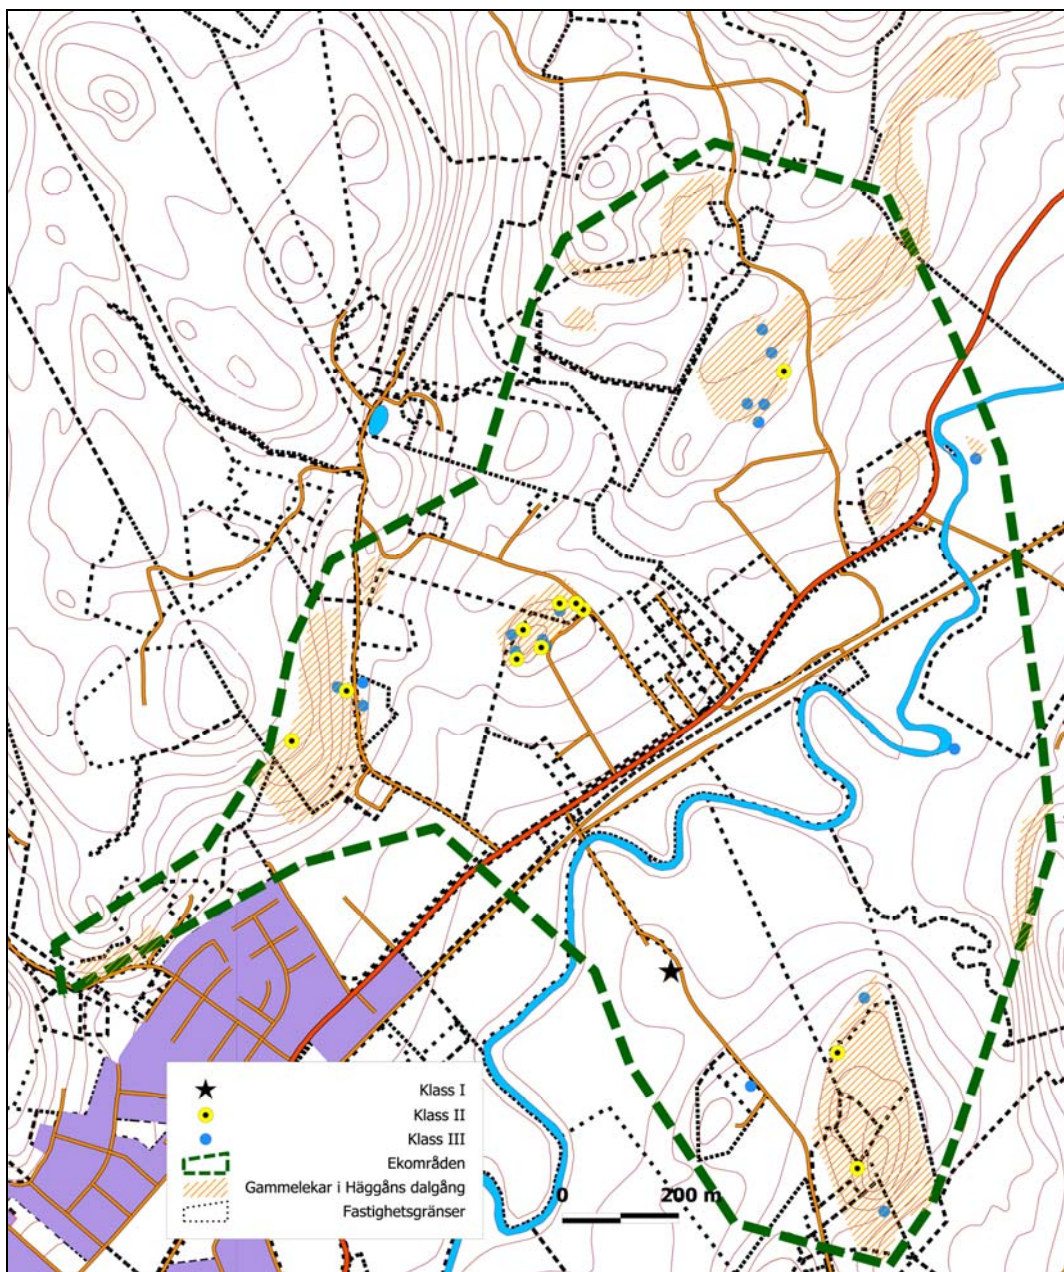 Klass I
Klass II
Klass III
Ekområden
Gammelekar i Häggåns dalgång
Fastighetsgränser
0 200 m